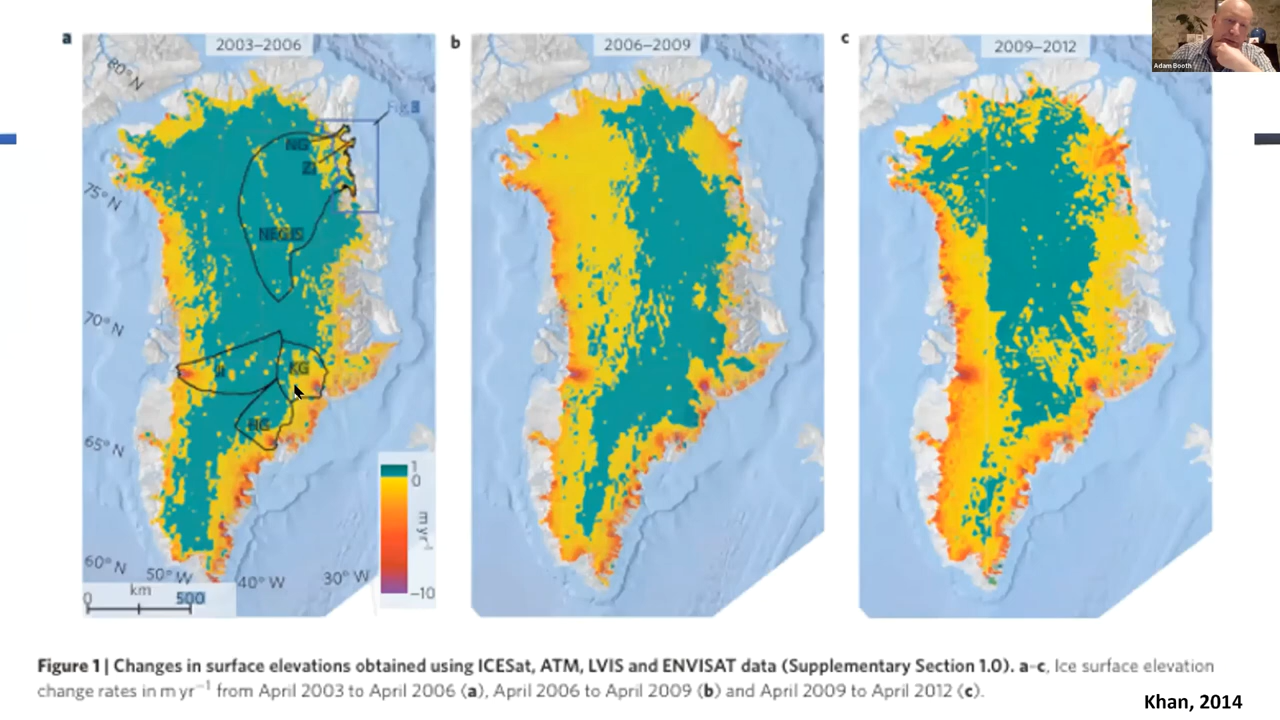 a
2003–2006
b
2006–2009
c
2009–2012
Adam Booth
80° N
NG
ZI
75° N
NEGIS
70° N
JI
KG
HG
65° N
1
0
m yr⁻¹
–10
60° N
50° W
40° W
30° W
km
0
500
Figure 1 | Changes in surface elevations obtained using ICESat, ATM, LVIS and ENVISAT data (Supplementary Section 1.0). a–c, Ice surface elevation
change rates in m yr⁻¹ from April 2003 to April 2006 (a), April 2006 to April 2009 (b) and April 2009 to April 2012 (c).
Khan, 2014